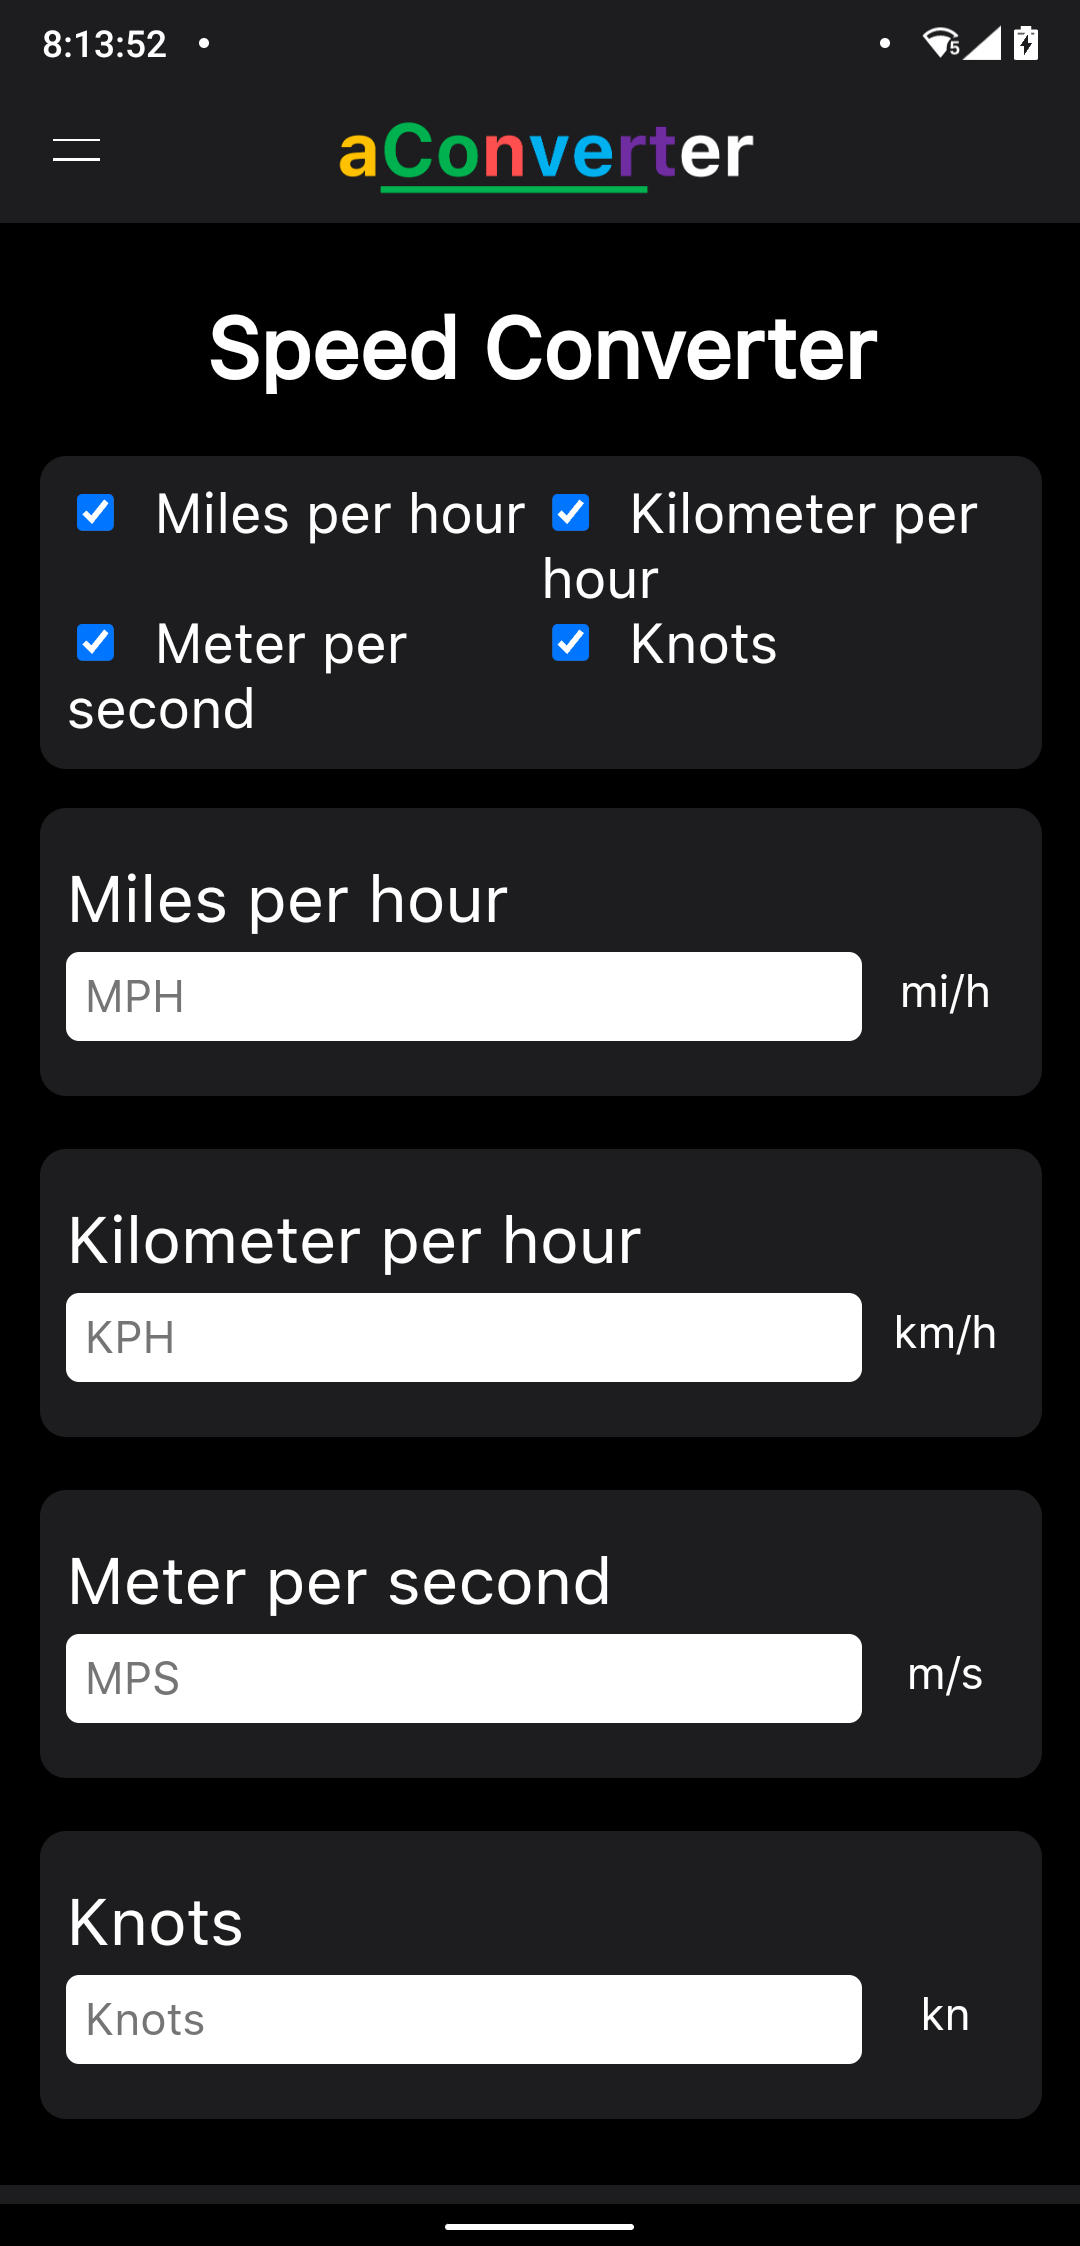 8:13:52
5
aConverter
Speed Converter
Miles per hour
Kilometer per
hour
Meter per
second
Knots
Miles per hour
MPH
mi/h
Kilometer per hour
KPH
km/h
Meter per second
MPS
m/s
Knots
Knots
kn